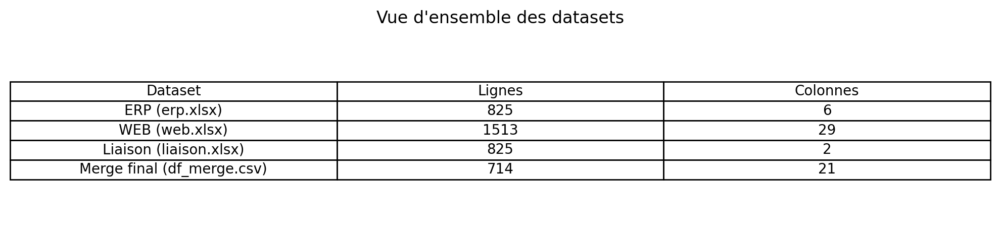 Vue d'ensemble des datasets
Dataset Lignes Colonnes
ERP (erp.xlsx) 825 6
WEB (web.xlsx) 1513 29
Liaison (liaison.xlsx) 825 2
Merge final (df_merge.csv) 714 21